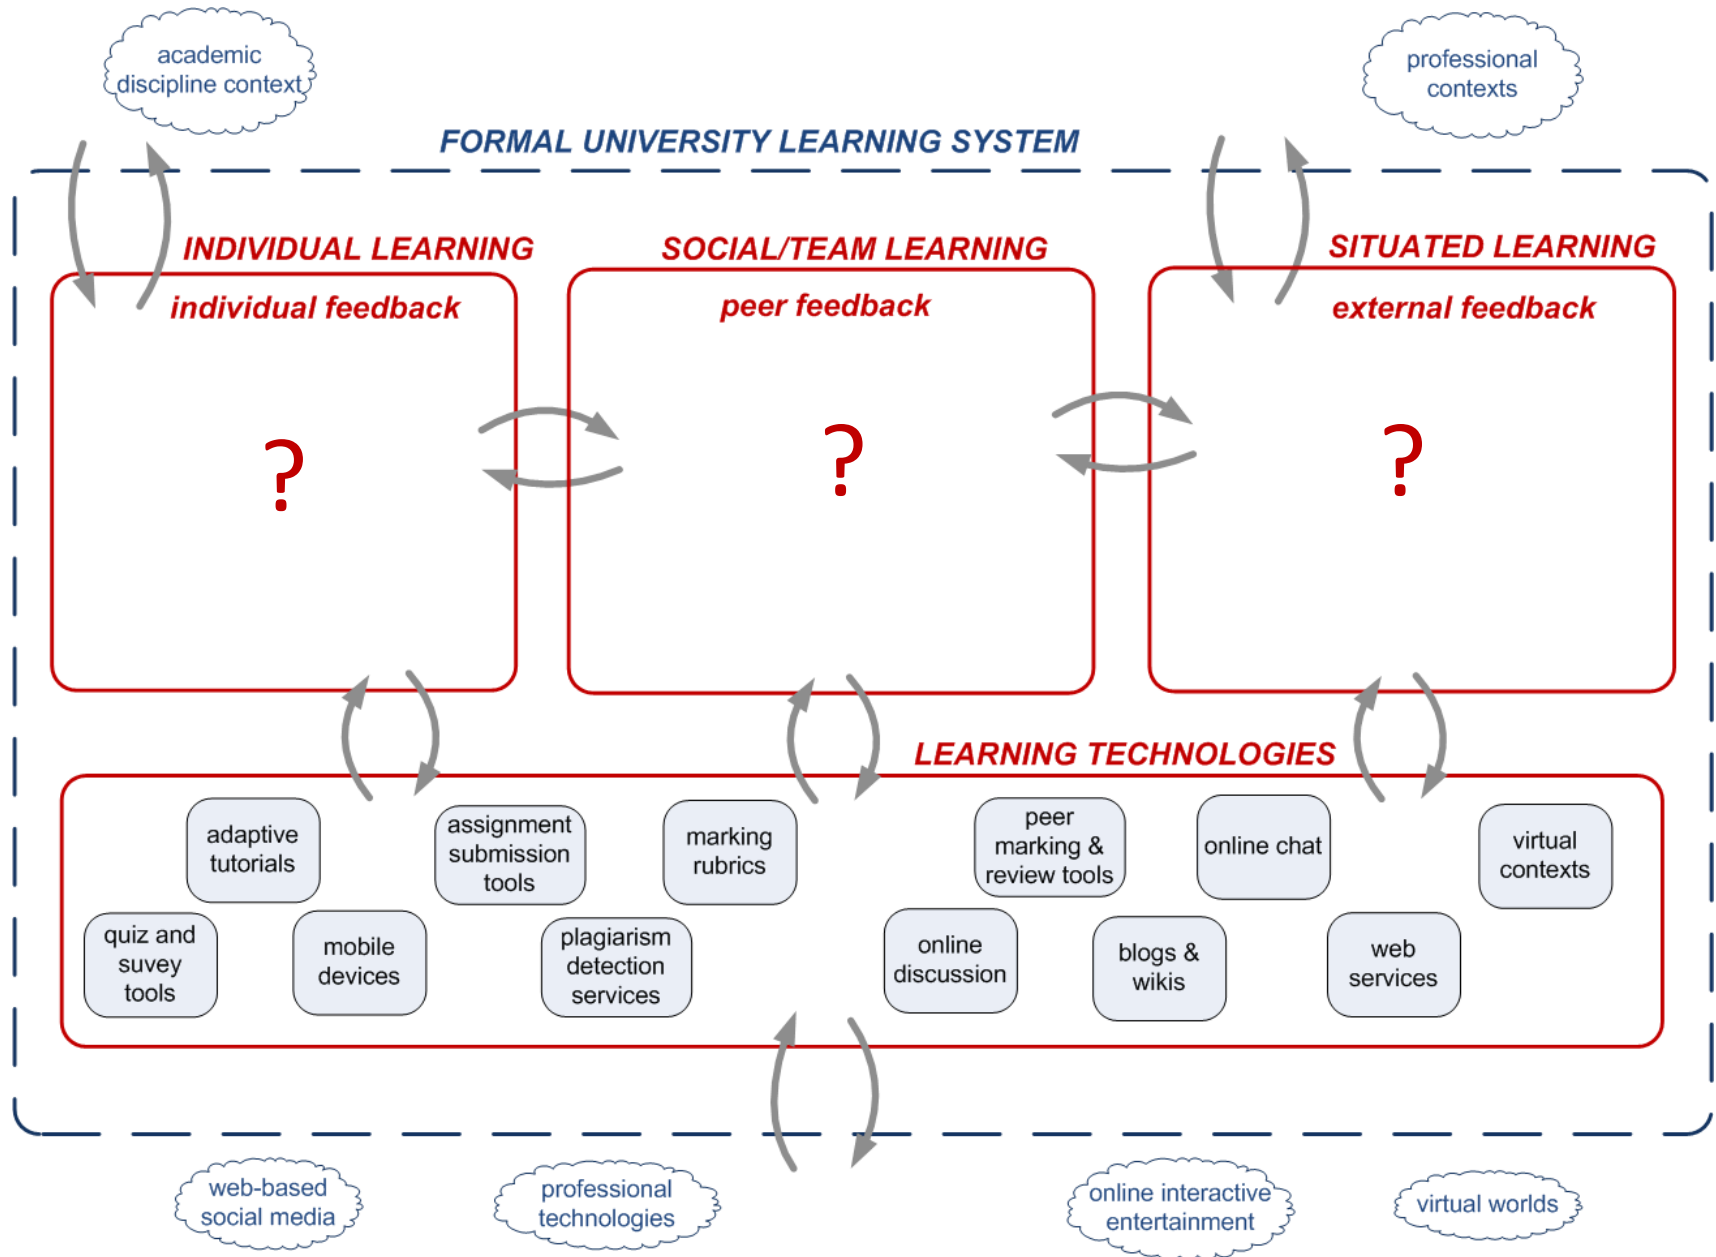 academic
discipline context
professional
contexts
FORMAL UNIVERSITY LEARNING SYSTEM
INDIVIDUAL LEARNING
SOCIAL/TEAM LEARNING
SITUATED LEARNING
individual feedback
peer feedback
external feedback
?
?
?
LEARNING TECHNOLOGIES
adaptive
tutorials
assignment
submission
tools
marking
rubrics
peer
marking &
review tools
online chat
virtual
contexts
quiz and
suvey
tools
mobile
devices
plagiarism
detection
services
online
discussion
blogs &
wikis
web
services
web-based
social media
professional
technologies
online interactive
entertainment
virtual worlds